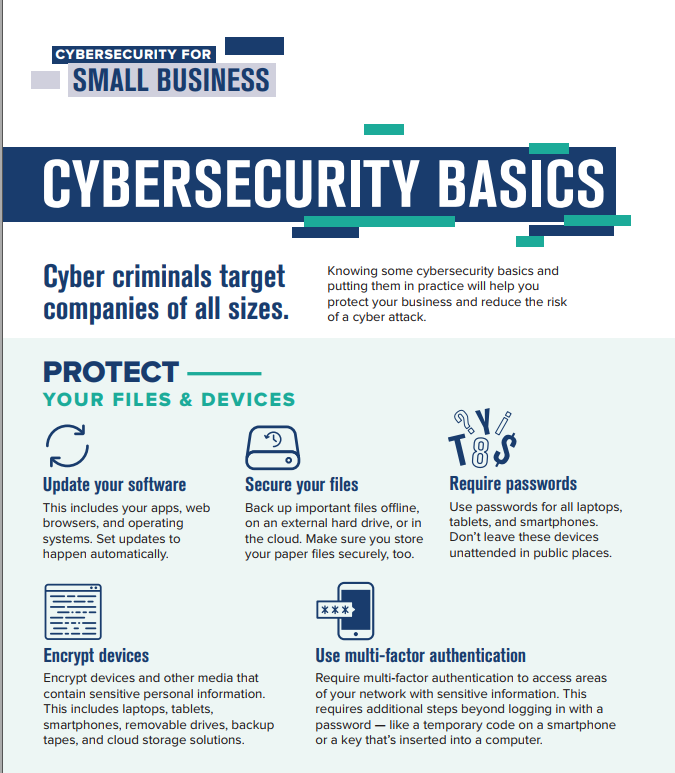 CYBERSECURITY FOR
SMALL BUSINESS
CYBERSECURITY BASICS
Cyber criminals target
companies of all sizes.
Knowing some cybersecurity basics and
putting them in practice will help you
protect your business and reduce the risk
of a cyber attack.
PROTECT
YOUR FILES & DEVICES
Update your software
This includes your apps, web
browsers, and operating
systems. Set updates to
happen automatically.
Secure your files
Back up important files offline,
on an external hard drive, or in
the cloud. Make sure you store
your paper files securely, too.
?Yi
T8$
Require passwords
Use passwords for all laptops,
tablets, and smartphones.
Don't leave these devices
unattended in public places.
Encrypt devices
Encrypt devices and other media that
contain sensitive personal information.
This includes laptops, tablets,
smartphones, removable drives, backup
tapes, and cloud storage solutions.
***
Use multi-factor authentication
Require multi-factor authentication to access areas
of your network with sensitive information. This
requires additional steps beyond logging in with a
password — like a temporary code on a smartphone
or a key that's inserted into a computer.